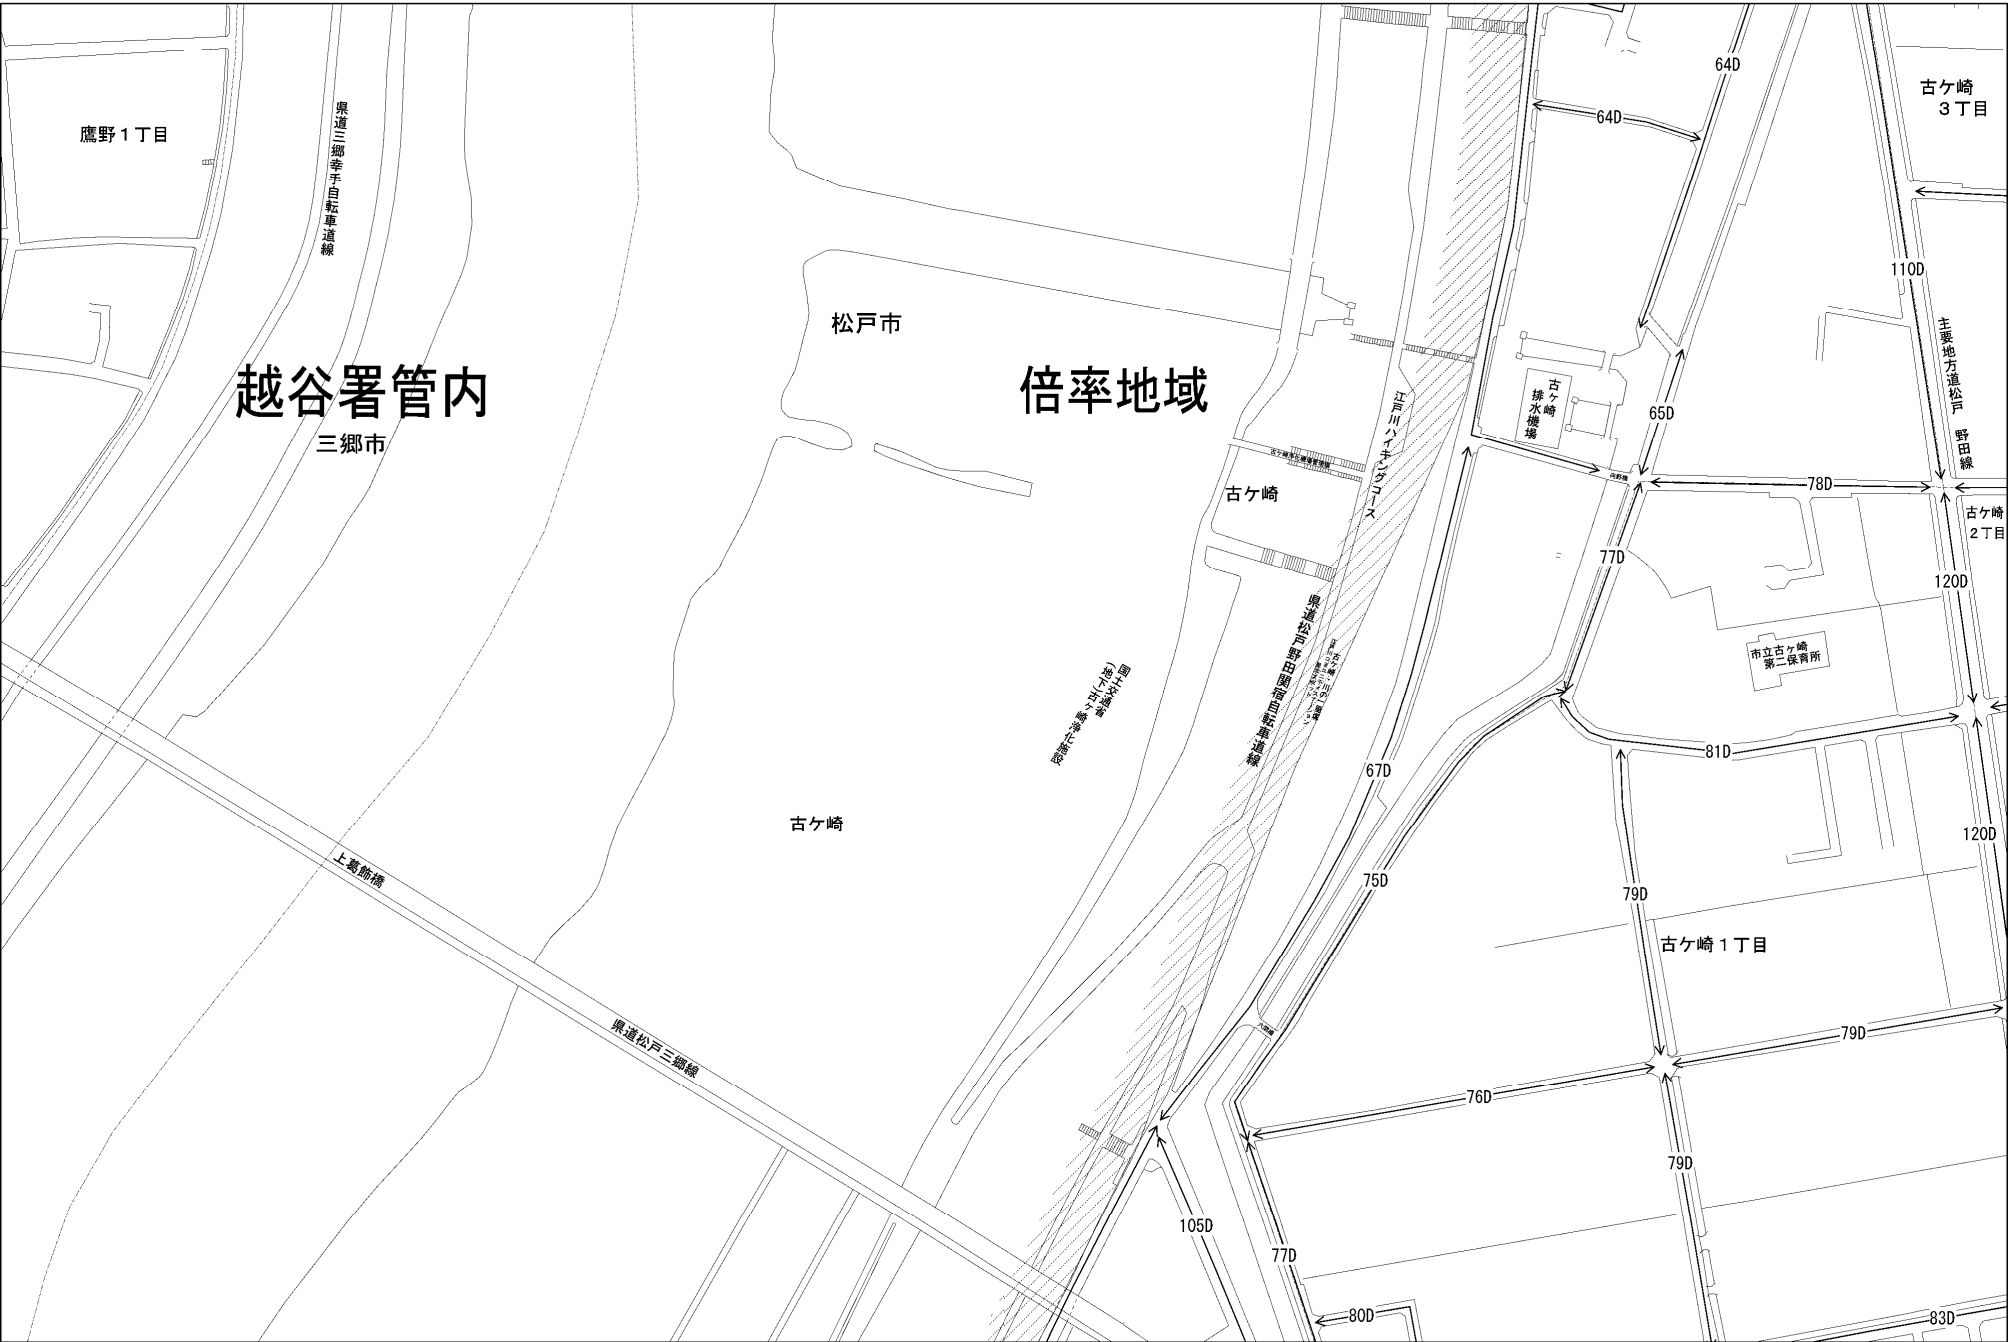 64D
64D
古ケ崎
3丁目
鷹野1丁目
県道三郷幸手自転車道線
110D
松戸市
主要地方道松戸 野田線
越谷署管内
三郷市
倍率地域
江戸川ハイキングコース
古ケ崎
排水機場
65D
78D
古ケ崎
古ケ崎
2丁目
77D
120D
県道松戸野田関宿自転車道線
市立古ケ崎
第二保育所
国土交通省
(地下)古ケ崎浄化施設
67D
81D
古ケ崎
120D
上葛飾橋
75D
79D
古ケ崎1丁目
県道松戸三郷線
79D
76D
79D
105D
77D
80D
83D